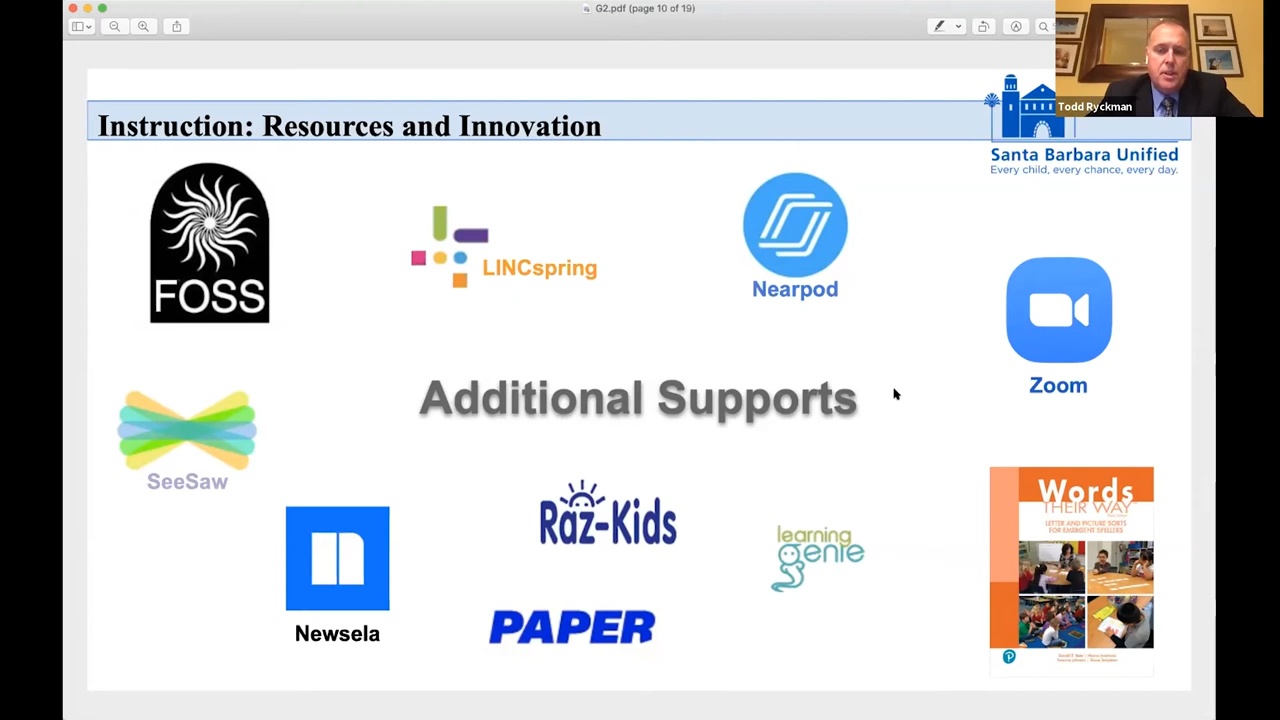 G2.pdf (page 10 of 19)
Todd Ryckman
Instruction: Resources and Innovation
Santa Barbara Unified
Every child, every chance, every day.
FOSS
LINCspring
Nearpod
Zoom
Additional Supports
SeeSaw
Newsela
Raz-Kids
PAPER
learning
genie
Words
THEIR WAY
LETTER AND PICTURE SORTS
FOR EMERGENT SPELLERS